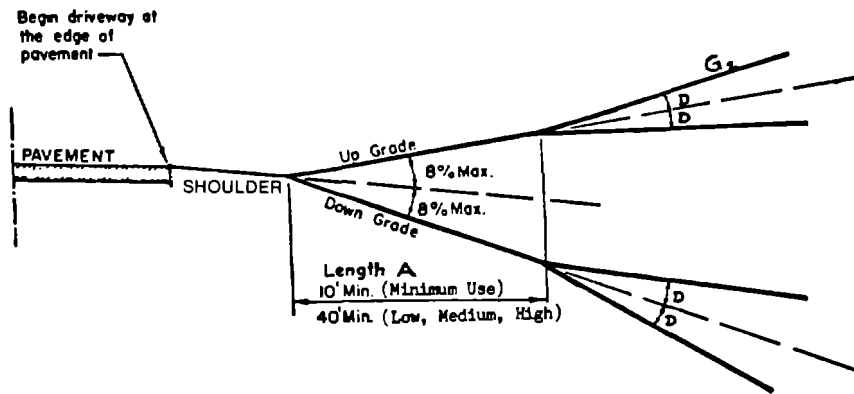 Begin driveway at
the edge of
pavement
G₂
D
D
PAVEMENT
Up Grade
8% Max.
SHOULDER
8% Max.
Down Grade
Length A
10' Min. (Minimum Use)
40' Min. (Low, Medium, High)
D
D